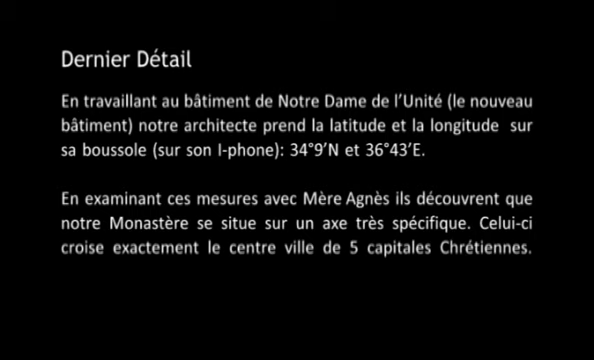 Dernier Détail
En travaillant au bâtiment de Notre Dame de l'Unité (le nouveau
bâtiment) notre architecte prend la latitude et la longitude sur
sa boussole (sur son I-phone): 34°9'N et 36°43'E.
En examinant ces mesures avec Mère Agnès ils découvrent que
notre Monastère se situe sur un axe très spécifique. Celui-ci
croise exactement le centre ville de 5 capitales Chrétiennes.